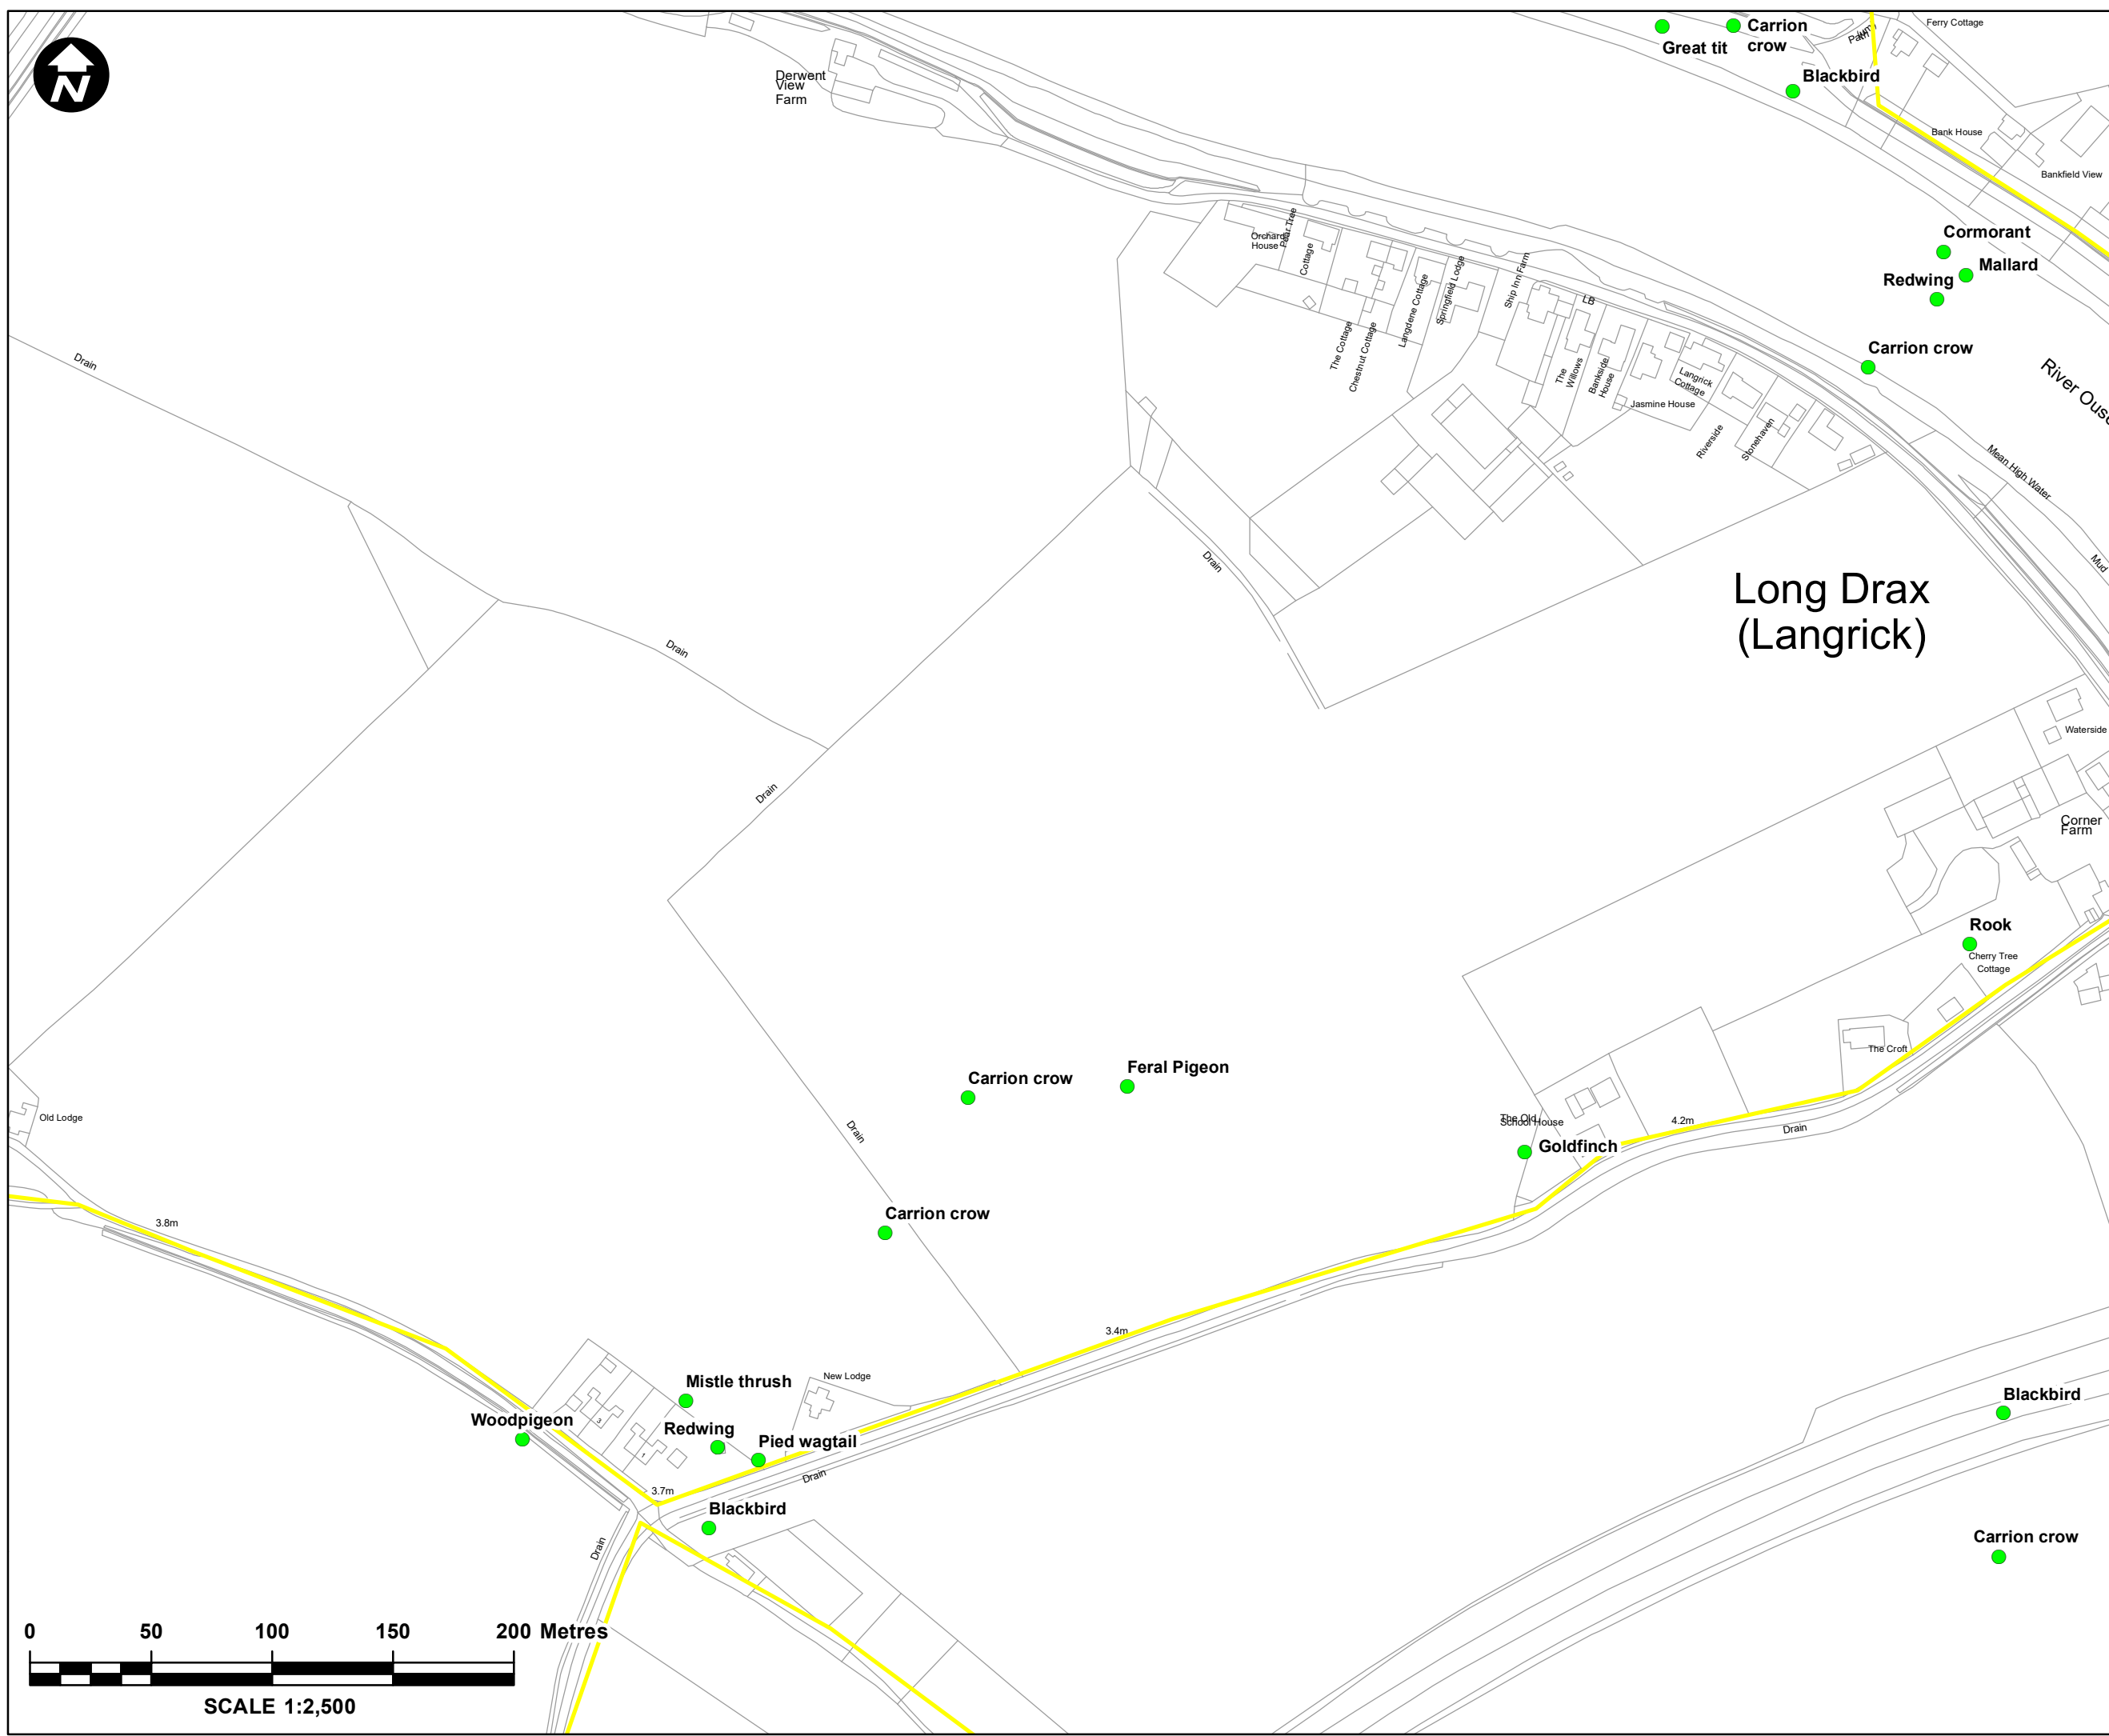 N
Derwent
View
Farm
Great tit
Carrion
crow
Path
Ferry Cottage
Blackbird
Bank House
Bankfield View
Orchard
House
Pear Tree
Cottage
Cormorant
Mallard
Redwing
The Cottage
Chestnut Cottage
Langdene Cottage
Springfield Lodge
Ship Inn Farm
LB
The
Willows
Bankside
House
Jasmine House
Langrick
Cottage
Riverside
Stonehaven
Carrion crow
River Ouse
Mean High Water
Mud
Drain
Drain
Drain
Drain
Long Drax
(Langrick)
Waterside
Corner
Farm
Rook
Cherry Tree
Cottage
The Croft
Carrion crow
Feral Pigeon
Old Lodge
Drain
The Old
School House
Goldfinch
4.2m
Drain
3.8m
Carrion crow
3.4m
Mistle thrush
New Lodge
Woodpigeon
3
1
Redwing
Pied wagtail
Drain
3.7m
Blackbird
Drain
Blackbird
Carrion crow
0 50 100 150 200 Metres
SCALE 1:2,500